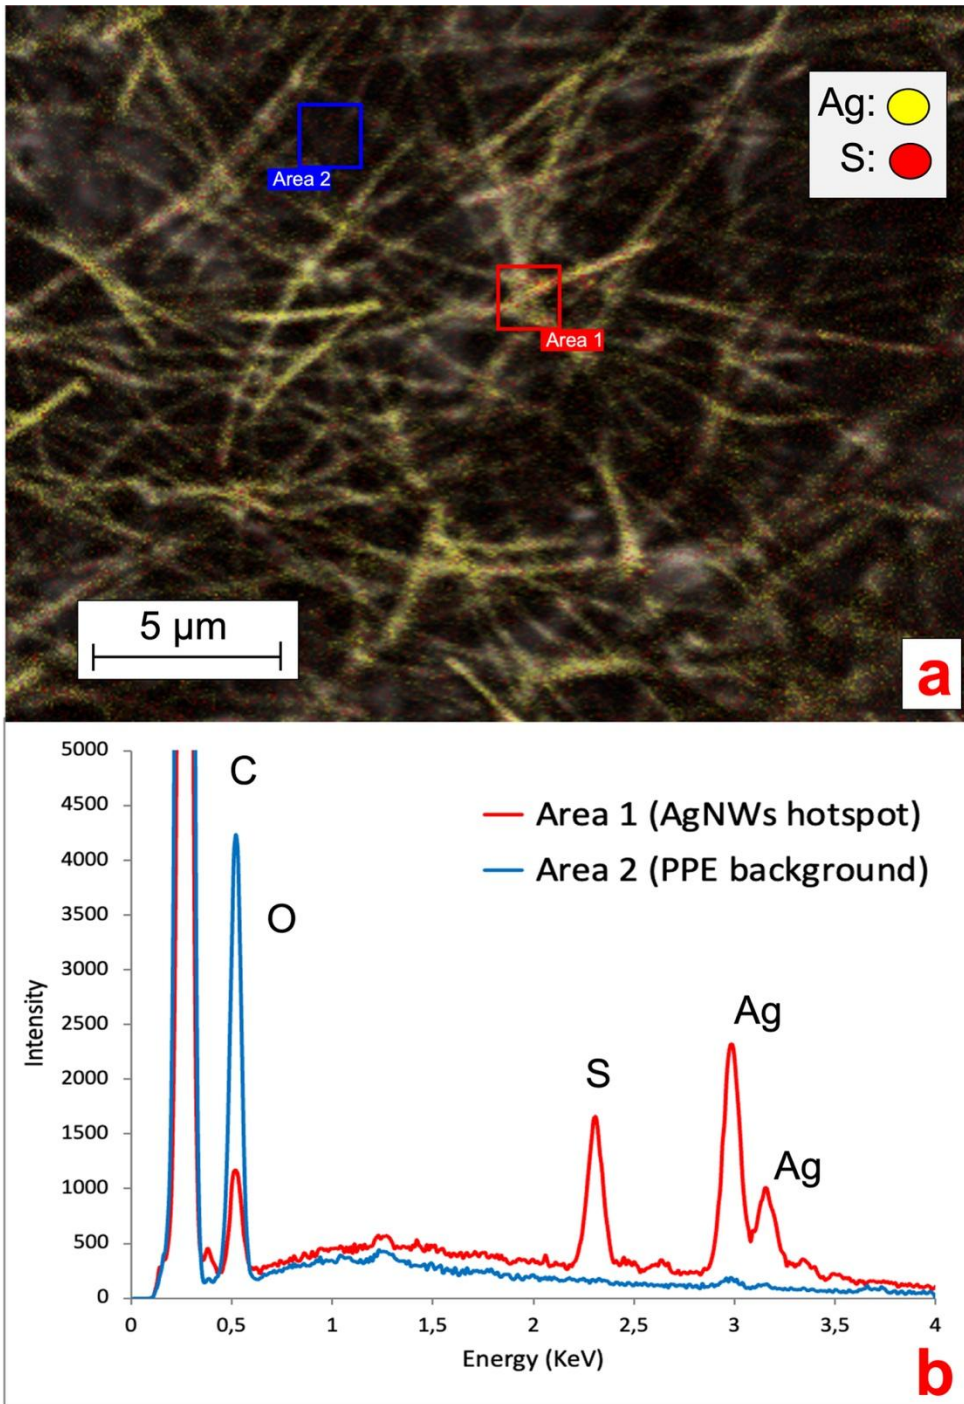 Ag:
S:
Area 2
Area 1
5 µm
a
5000
4500
4000
3500
3000
2500
2000
1500
1000
500
0
Intensity
C
O
S
Ag
Ag
Area 1 (AgNWs hotspot)
Area 2 (PPE background)
0 0,5 1 1,5 2 2,5 3 3,5 4
Energy (KeV)
b